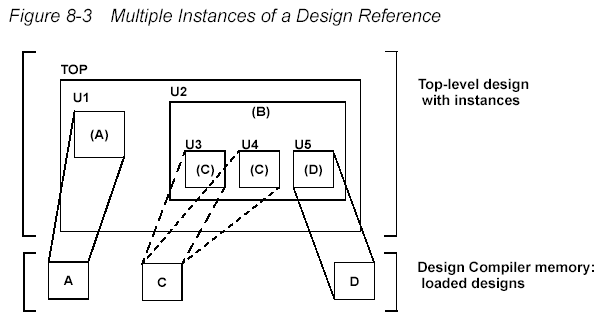 Figure 8-3 Multiple Instances of a Design Reference
TOP
U1
U2
(A)
(B)
U3
U4
U5
(C)
(C)
(D)
Top-level design
with instances
A
C
D
Design Compiler memory:
loaded designs